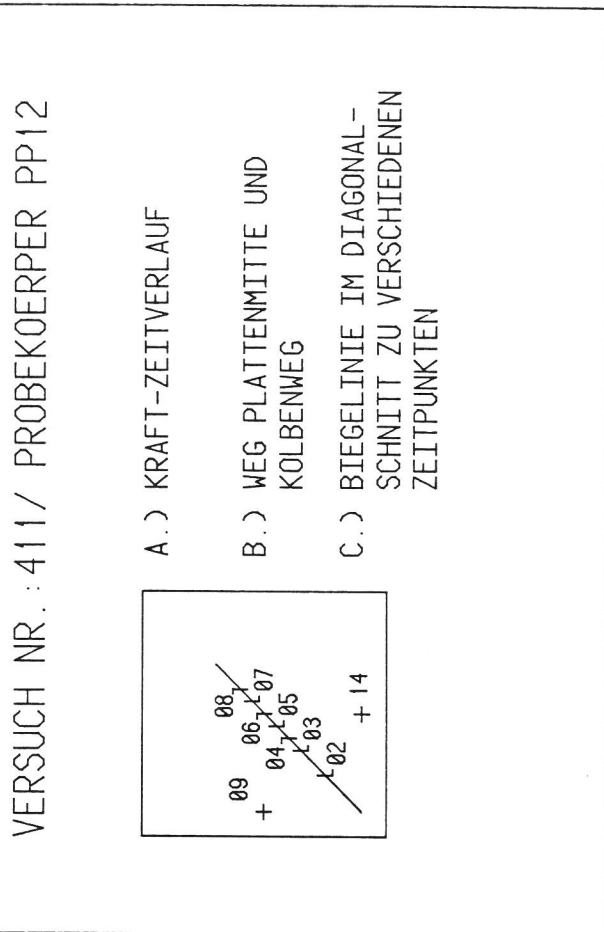 VERSUCH NR.:411/ PROBEKOERPER PP12
A.) KRAFT-ZEITVERLAUF
B.) WEG PLATTENMITTE UND
KOLBENWEG
C.) BIEGELINIE IM DIAGONAL-
SCHNITT ZU VERSCHIEDENEN
ZEITPUNKTEN
09
08
07
06
05
04
03
02
14